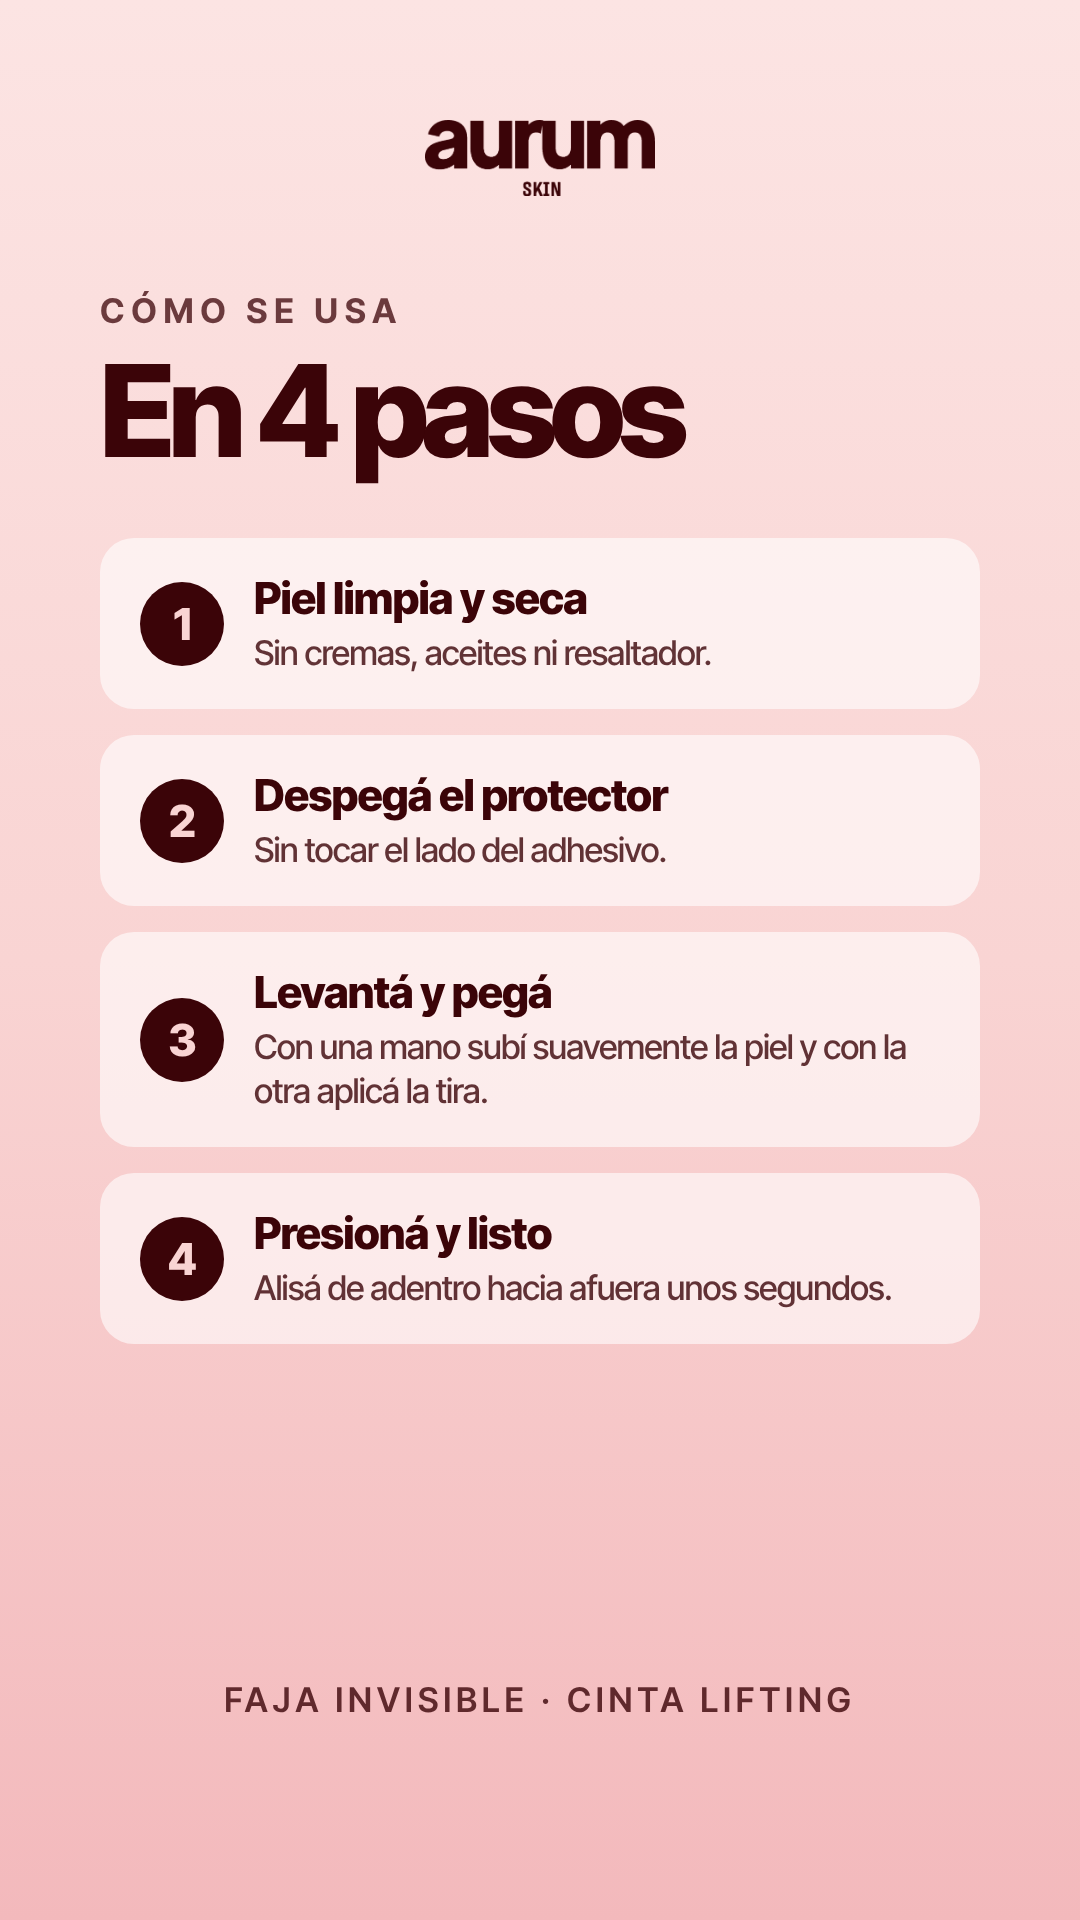 aurum
SKIN
CÓMO SE USA
En 4 pasos
1
Piel limpia y seca
Sin cremas, aceites ni resaltador.
2
Despegá el protector
Sin tocar el lado del adhesivo.
3
Levantá y pegá
Con una mano subí suavemente la piel y con la
otra aplicá la tira.
4
Presioná y listo
Alisá de adentro hacia afuera unos segundos.
FAJA INVISIBLE · CINTA LIFTING